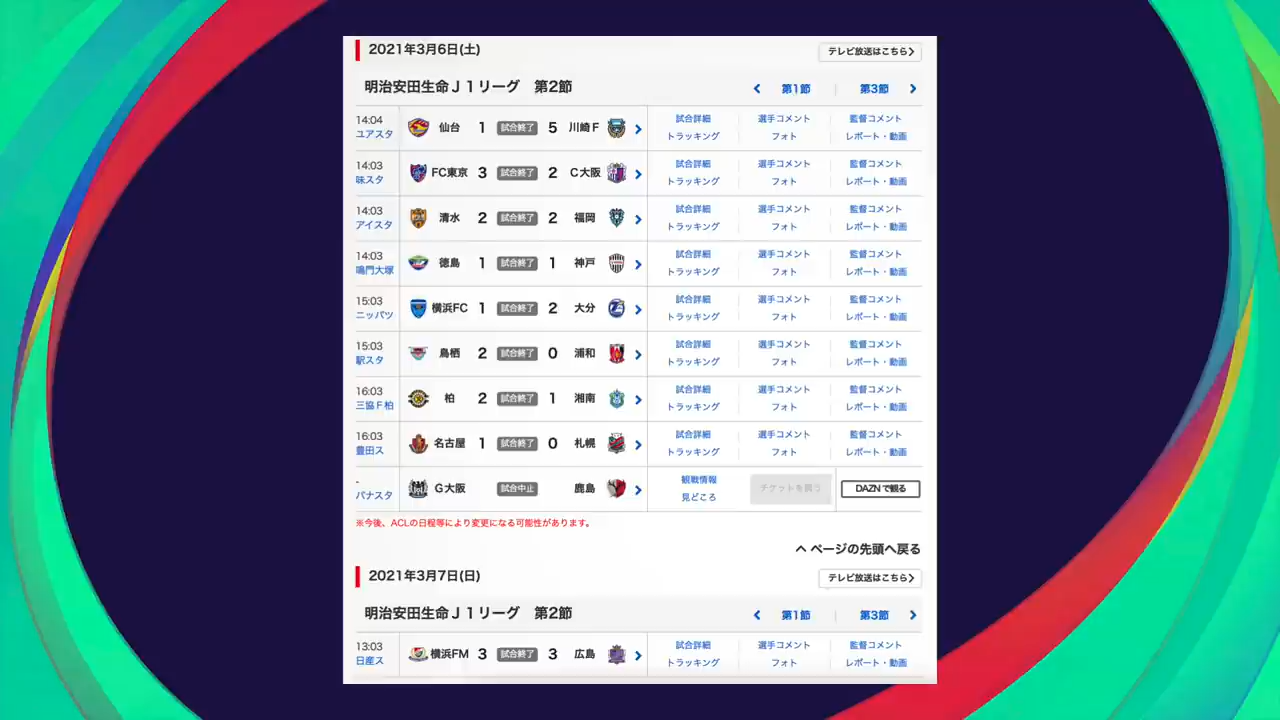 2021年3月6日(土)
テレビ放送はこちら
明治安田生命J1リーグ 第2節
第1節 第3節
14:04 仙台 1 試合終了 5 川崎F 試合詳細 選手コメント 監督コメント
ユアスタ トラッキング フォト レポート・動画
14:03 FC東京 3 試合終了 2 C大阪 試合詳細 選手コメント 監督コメント
味スタ トラッキング フォト レポート・動画
14:03 清水 2 試合終了 2 福岡 試合詳細 選手コメント 監督コメント
アイスタ トラッキング フォト レポート・動画
14:03 徳島 1 試合終了 1 神戸 試合詳細 選手コメント 監督コメント
鳴門大塚 トラッキング フォト レポート・動画
15:03 横浜FC 1 試合終了 2 大分 試合詳細 選手コメント 監督コメント
ニッパツ トラッキング フォト レポート・動画
15:03 鳥栖 2 試合終了 0 浦和 試合詳細 選手コメント 監督コメント
駅スタ トラッキング フォト レポート・動画
16:03 柏 2 試合終了 1 湘南 試合詳細 選手コメント 監督コメント
三協F柏 トラッキング フォト レポート・動画
16:03 名古屋 1 試合終了 0 札幌 試合詳細 選手コメント 監督コメント
豊田ス トラッキング フォト レポート・動画
- G大阪 試合中止 鹿島 観戦情報 チケットを買う DAZNで観る
パナスタ 見どころ
※今後、ACLの日程等により変更になる可能性があります。
ページの先頭へ戻る
2021年3月7日(日)
テレビ放送はこちら
明治安田生命J1リーグ 第2節
第1節 第3節
13:03 横浜FM 3 試合終了 3 広島 試合詳細 選手コメント 監督コメント
日産ス トラッキング フォト レポート・動画